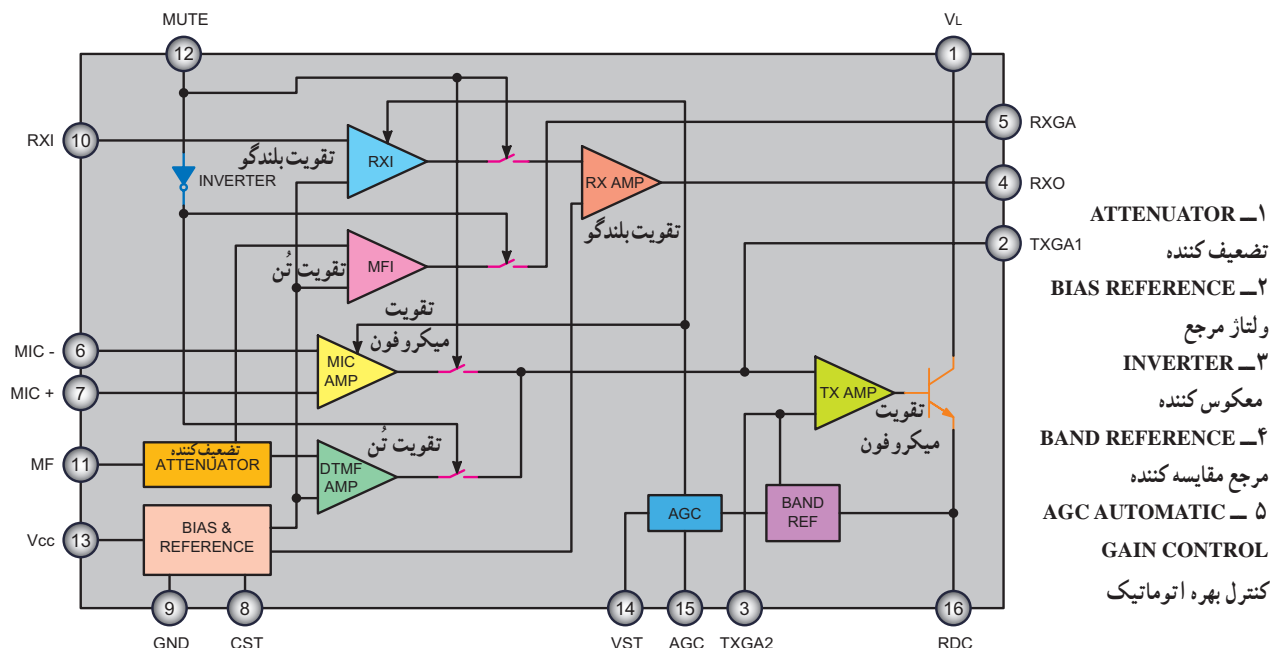 MUTE
VL
12
1
RXI
10
5
RXGA
تقویت بلندگو
RXI
INVERTER
RX AMP
4
RXO
تقویت بلندگو
2
TXGA1
تقویت تُن
MFI
تقویت
میکروفون
MIC -
6
MIC +
7
MIC
AMP
TX AMP
تقویت
میکروفون
MF
11
تضعیف‌کننده
ATTENUATOR
تقویت تُن
DTMF
AMP
Vcc
13
BIAS &
REFERENCE
AGC
BAND
REF
9
8
14
15
3
16
GND
CST
VST
AGC
TXGA2
RDC
۱ــ ATTENUATOR
تضعیف کننده
۲ــ BIAS REFERENCE
ولتاژ مرجع
۳ــ INVERTER
معکوس کننده
۴ــ BAND REFERENCE
مرجع مقایسه کننده
۵ ــ AGC AUTOMATIC
GAIN CONTROL
کنترل بهره اتوماتیک